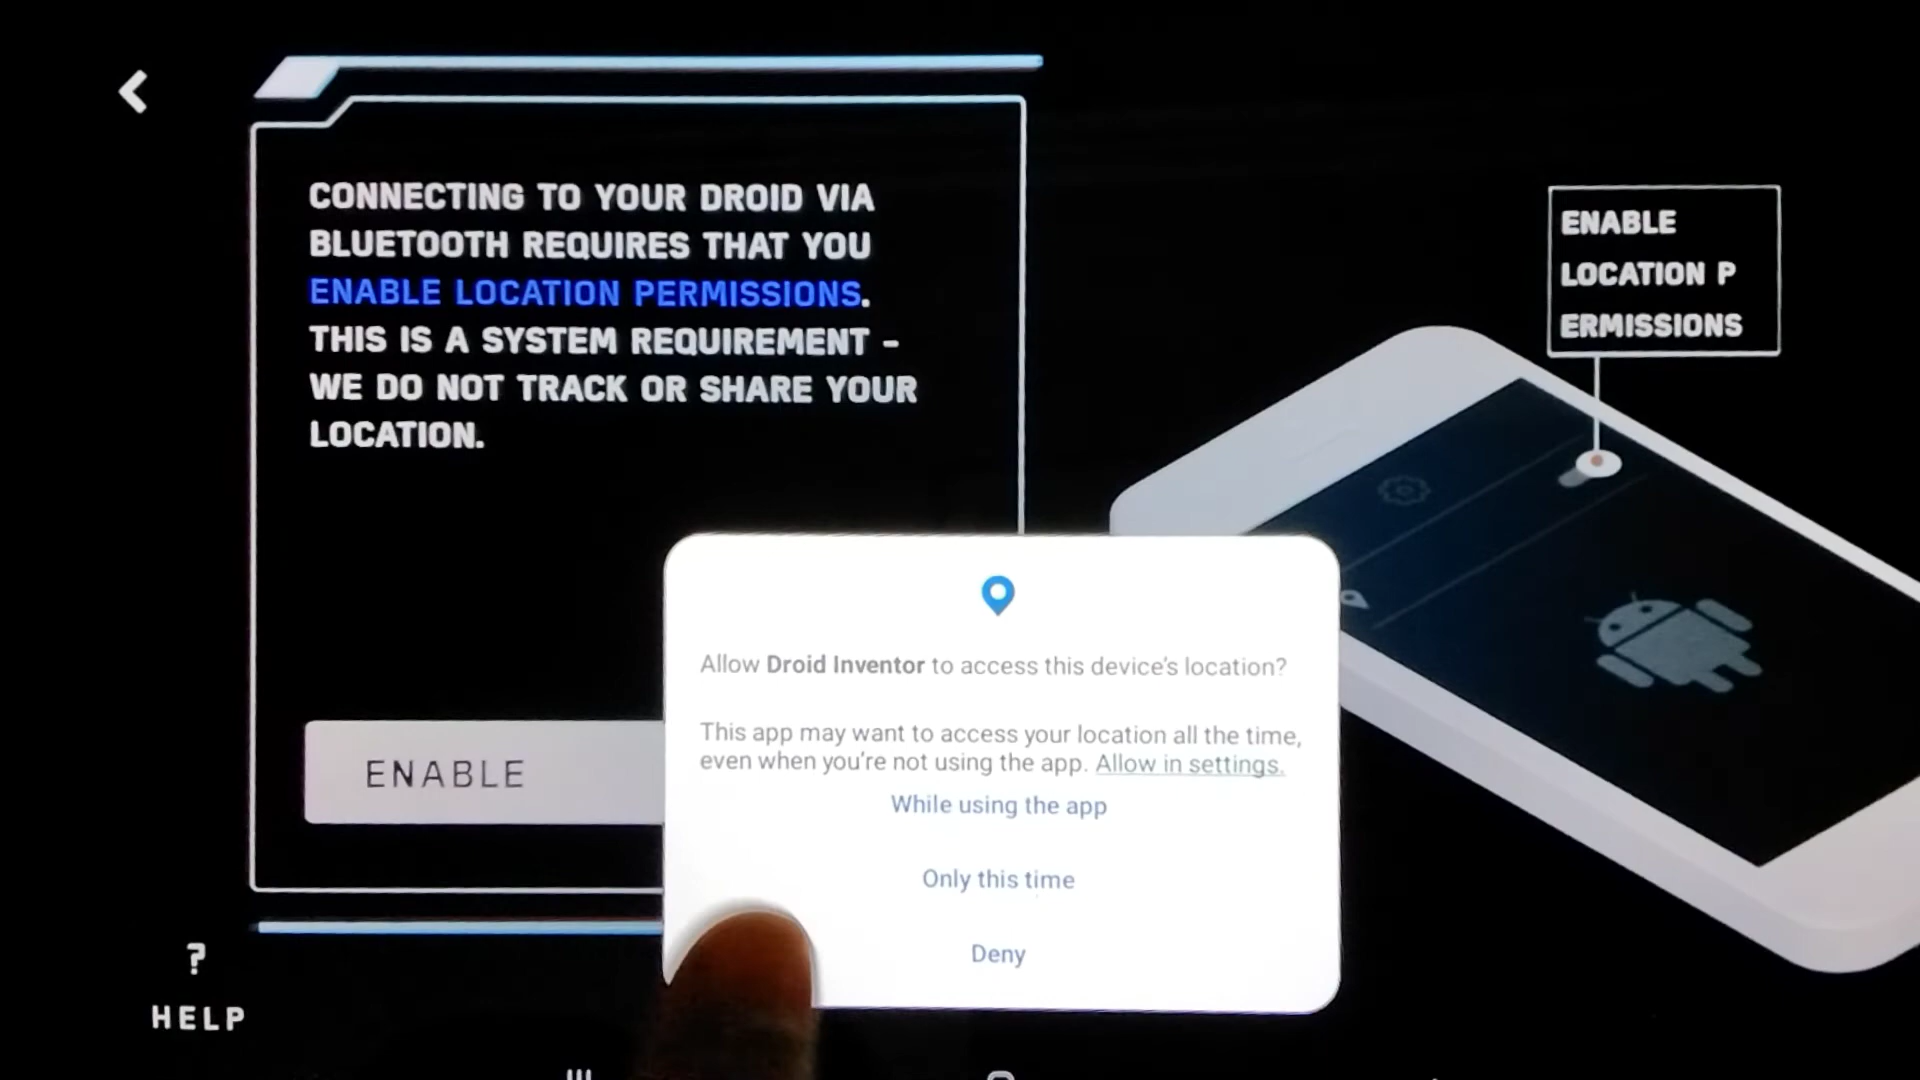 CONNECTING TO YOUR DROID VIA
BLUETOOTH REQUIRES THAT YOU
ENABLE LOCATION PERMISSIONS.
THIS IS A SYSTEM REQUIREMENT -
WE DO NOT TRACK OR SHARE YOUR
LOCATION.
ENABLE
LOCATION P
ERMISSIONS
Allow Droid Inventor to access this device's location?
This app may want to access your location all the time,
even when you're not using the app. Allow in settings.
While using the app
Only this time
Deny
ENABLE
?
HELP